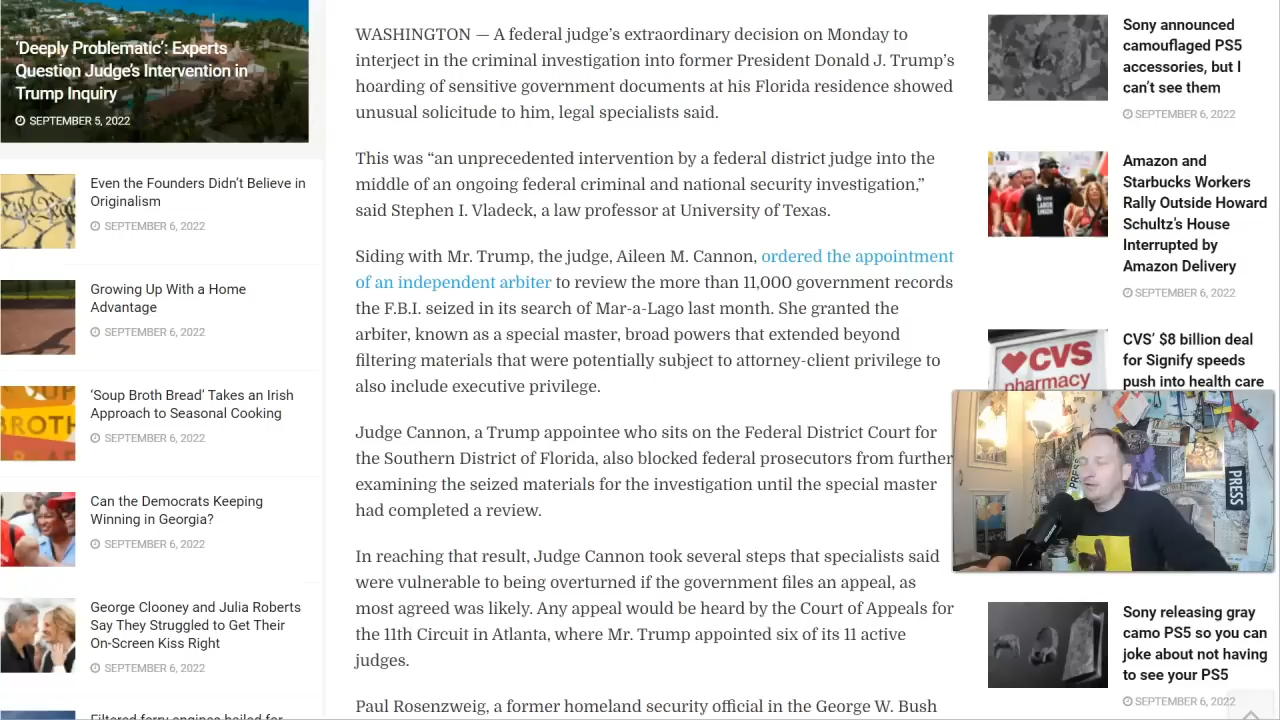 'Deeply Problematic': Experts
Question Judge's Intervention in
Trump Inquiry
SEPTEMBER 5, 2022
Even the Founders Didn't Believe in
Originalism
SEPTEMBER 6, 2022
Growing Up With a Home
Advantage
SEPTEMBER 6, 2022
'Soup Broth Bread' Takes an Irish
Approach to Seasonal Cooking
SEPTEMBER 6, 2022
Can the Democrats Keeping
Winning in Georgia?
SEPTEMBER 6, 2022
George Clooney and Julia Roberts
Say They Struggled to Get Their
On-Screen Kiss Right
SEPTEMBER 6, 2022
Filtered ferry engines hailed for
WASHINGTON — A federal judge's extraordinary decision on Monday to
interject in the criminal investigation into former President Donald J. Trump's
hoarding of sensitive government documents at his Florida residence showed
unusual solicitude to him, legal specialists said.
This was “an unprecedented intervention by a federal district judge into the
middle of an ongoing federal criminal and national security investigation,”
said Stephen I. Vladeck, a law professor at University of Texas.
Siding with Mr. Trump, the judge, Aileen M. Cannon, ordered the appointment
of an independent arbiter to review the more than 11,000 government records
the F.B.I. seized in its search of Mar-a-Lago last month. She granted the
arbiter, known as a special master, broad powers that extended beyond
filtering materials that were potentially subject to attorney-client privilege to
also include executive privilege.
Judge Cannon, a Trump appointee who sits on the Federal District Court for
the Southern District of Florida, also blocked federal prosecutors from further
examining the seized materials for the investigation until the special master
had completed a review.
In reaching that result, Judge Cannon took several steps that specialists said
were vulnerable to being overturned if the government files an appeal, as
most agreed was likely. Any appeal would be heard by the Court of Appeals for
the 11th Circuit in Atlanta, where Mr. Trump appointed six of its 11 active
judges.
Paul Rosenzweig, a former homeland security official in the George W. Bush
Sony announced
camouflaged PS5
accessories, but I
can't see them
SEPTEMBER 6, 2022
Amazon and
Starbucks Workers
Rally Outside Howard
Schultz's House
Interrupted by
Amazon Delivery
SEPTEMBER 6, 2022
CVS
pharmacy
CVS' $8 billion deal
for Signify speeds
push into health care
PRESS
PRESS
Sony releasing gray
camo PS5 so you can
joke about not having
to see your PS5
SEPTEMBER 6, 2022